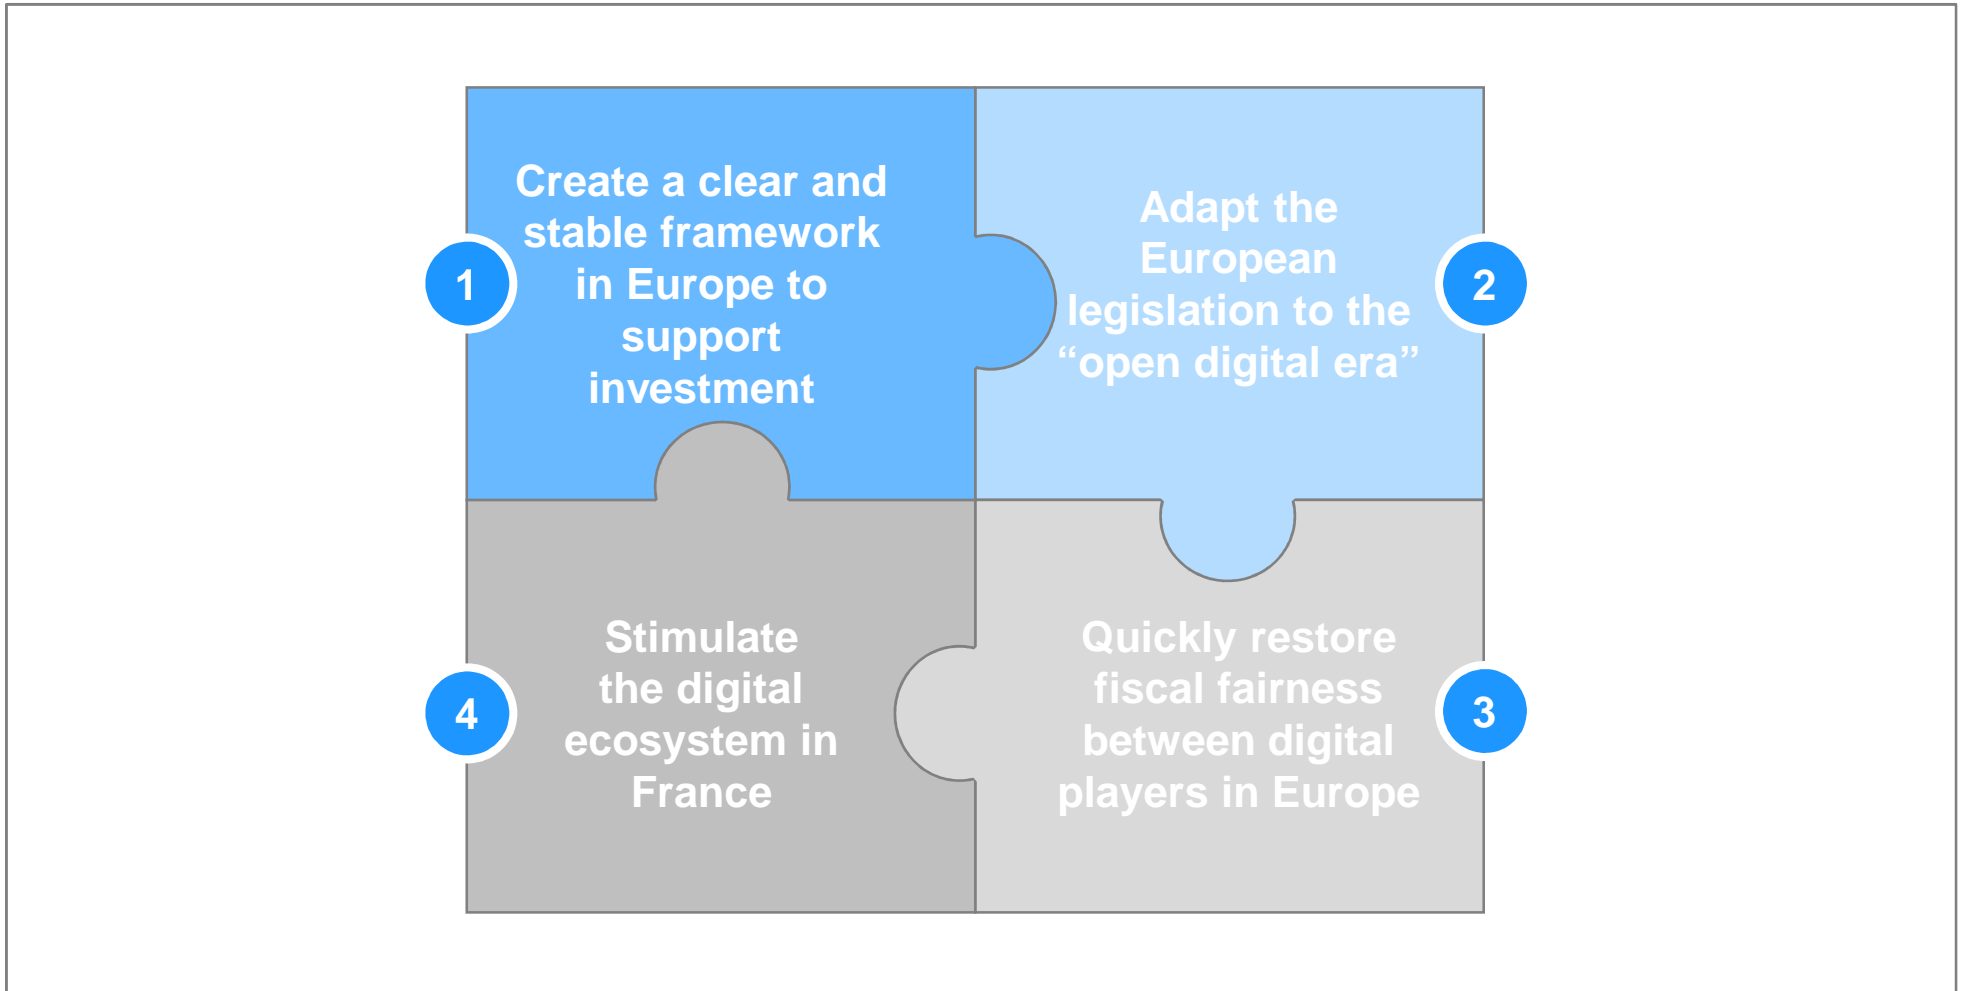 1
Create a clear and
stable framework
in Europe to
support
investment
2
Adapt the
European
legislation to the
“open digital era”
4
Stimulate
the digital
ecosystem in
France
3
Quickly restore
fiscal fairness
between digital
players in Europe